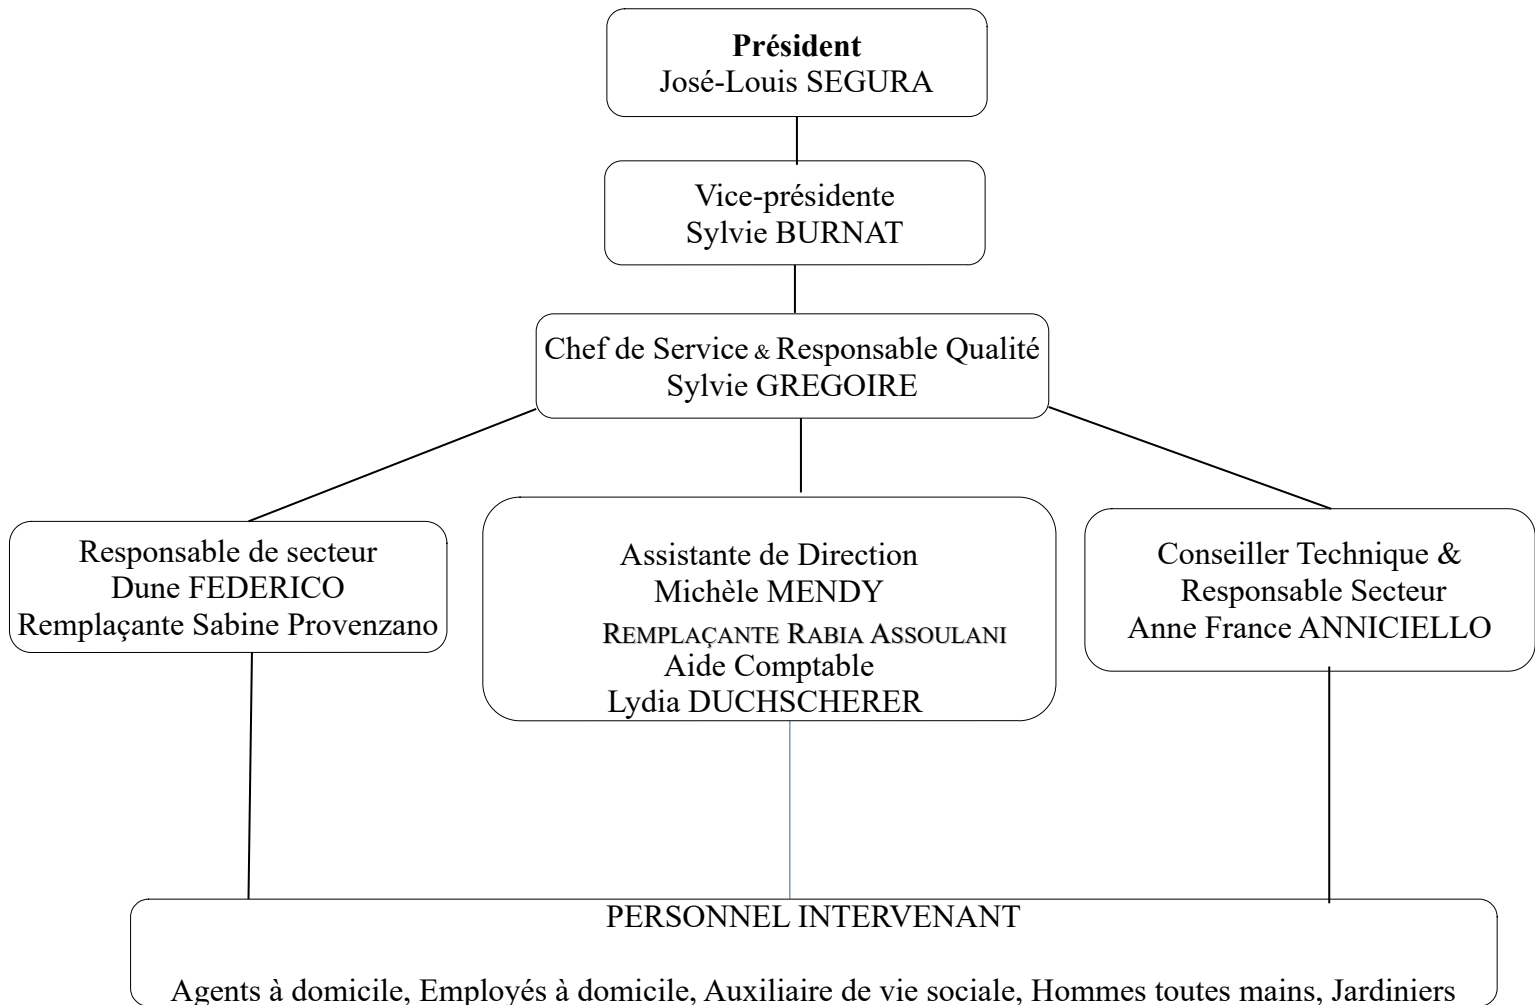 Président
José-Louis SEGURA
Vice-présidente
Sylvie BURNAT
Chef de Service & Responsable Qualité
Sylvie GREGOIRE
Responsable de secteur
Dune FEDERICO
Remplaçante Sabine Provenzano
Assistante de Direction
Michèle MENDY
REMPLAÇANTE RABIA ASSOULANI
Aide Comptable
Lydia DUCHSCHERER
Conseiller Technique &
Responsable Secteur
Anne France ANNICIELLO
PERSONNEL INTERVENANT
Agents à domicile, Employés à domicile, Auxiliaire de vie sociale, Hommes toutes mains, Jardiniers